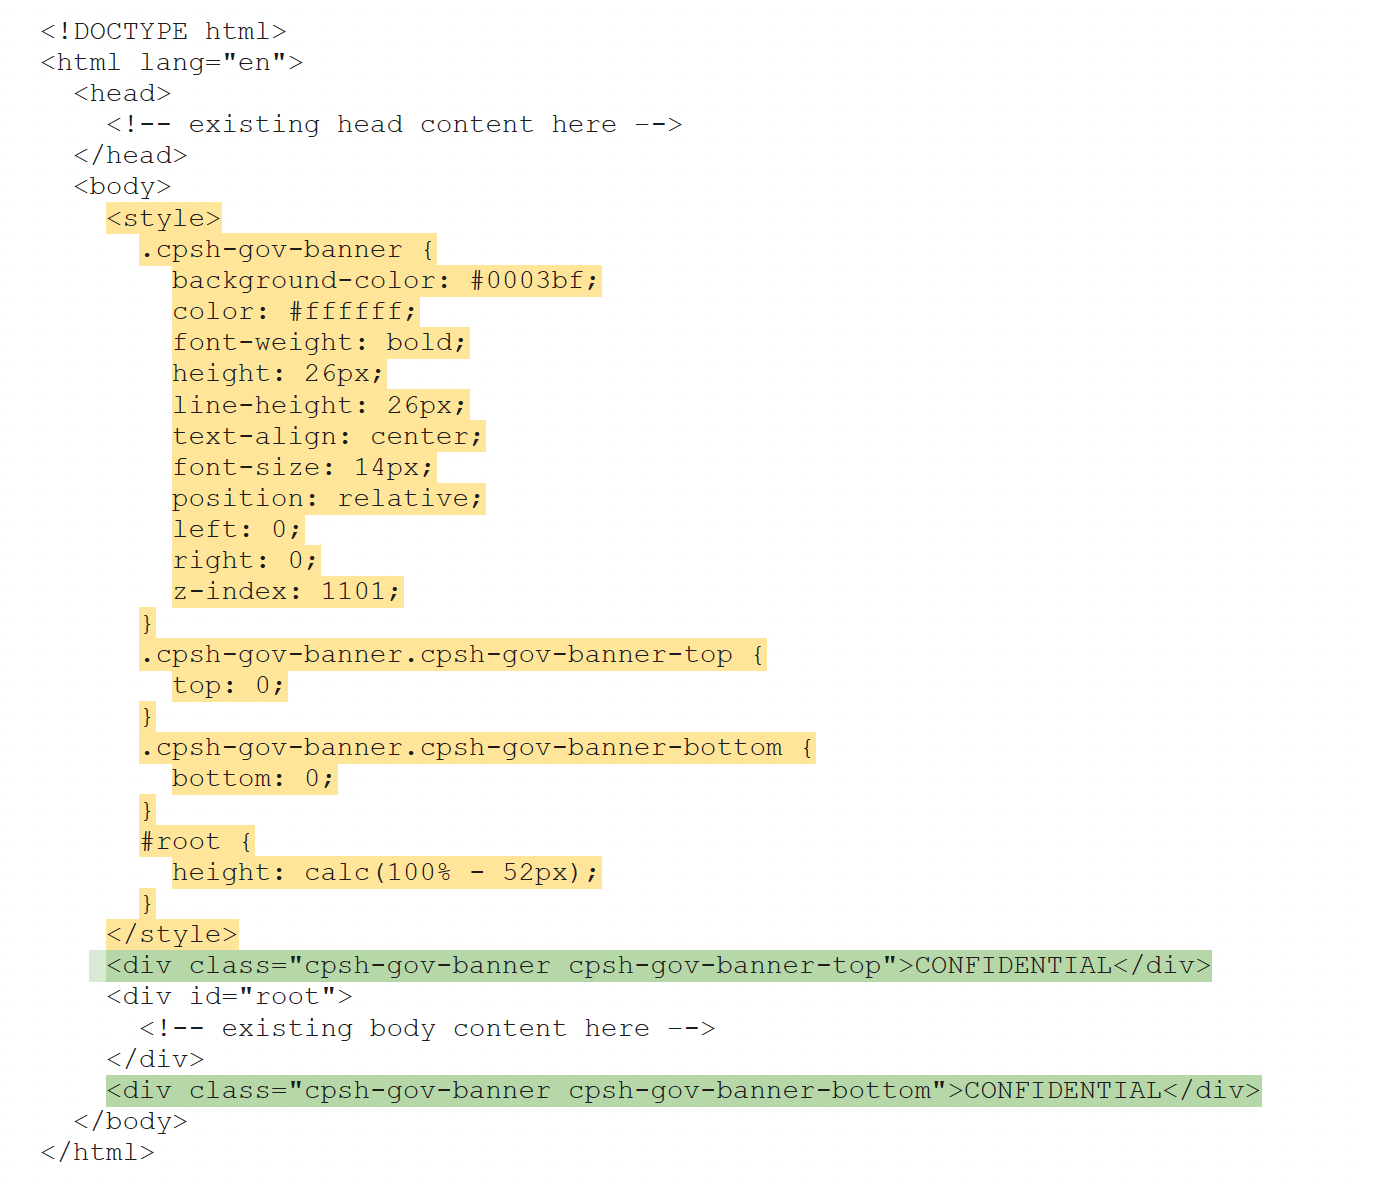 <!DOCTYPE html>
<html lang="en">
  <head>
    <!-- existing head content here –->
  </head>
  <body>
    <style>
      .cpsh-gov-banner {
        background-color: #0003bf;
        color: #ffffff;
        font-weight: bold;
        height: 26px;
        line-height: 26px;
        text-align: center;
        font-size: 14px;
        position: relative;
        left: 0;
        right: 0;
        z-index: 1101;
      }
      .cpsh-gov-banner.cpsh-gov-banner-top {
        top: 0;
      }
      .cpsh-gov-banner.cpsh-gov-banner-bottom {
        bottom: 0;
      }
      #root {
        height: calc(100% - 52px);
      }
    </style>
    <div class="cpsh-gov-banner cpsh-gov-banner-top">CONFIDENTIAL</div>
    <div id="root">
      <!-- existing body content here –->
    </div>
    <div class="cpsh-gov-banner cpsh-gov-banner-bottom">CONFIDENTIAL</div>
  </body>
</html>